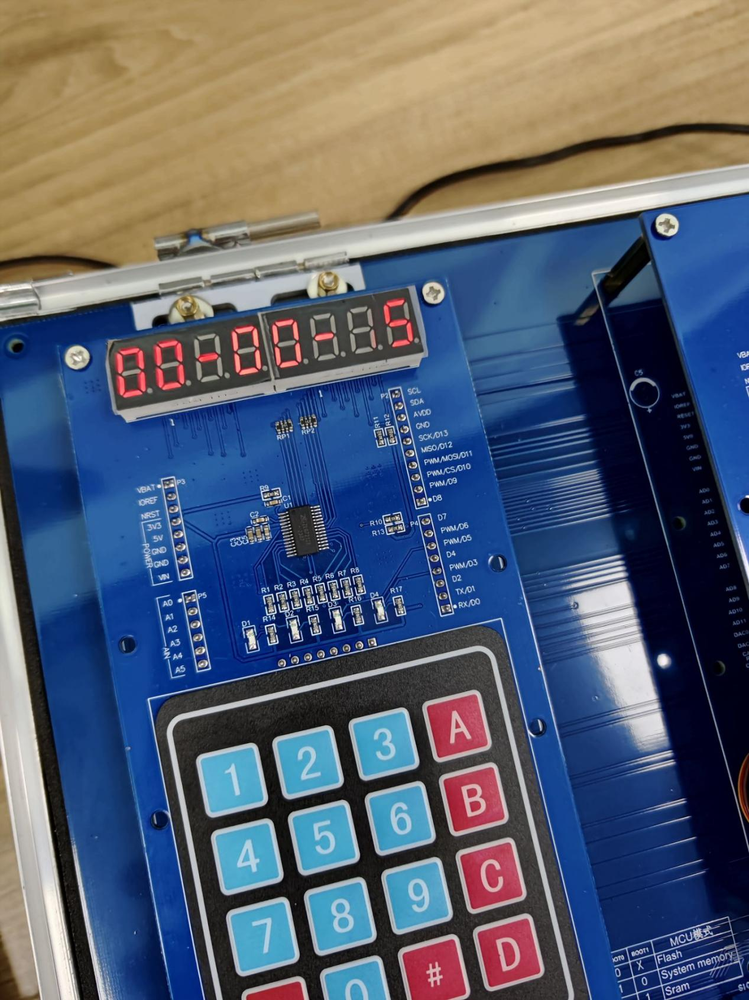 00-00-15
1
1
RP1
RP2
R11
R12
P2
SCL
SDA
AVDD
GND
SCK/D13
MISO/D12
PWM/MOSI/D11
PWM/CS/D10
PWM/D9
D8
P3
VBAT
IOREF
NRST
3V3
5V
GND
GND
VIN
POWER
R9
C1
U1
C2
R10
R13
P4
D7
PWM/D6
PWM/D5
D4
PWM/D3
D2
TX/D1
RX/D0
P5
A0
A1
A2
A3
A4
A5
AIN
R1 R2 R3 R4 R5 R6 R7 R8
D1 R14 D2 R15 D3 R16 D4 R17
1 2 3 A
4 5 6 B
7 8 9 C
0 # D
C5
+
VBAT
IOREF
RESET
3V3
5V0
GND
GND
VIN
AD0
AD1
AD2
AD3
AD4
AD5
AD6
AD7
AD8
AD9
AD10
AD11
DAC0
BOOT1 MCU模式
0 X Flash
1 0 System memory
1 Sram